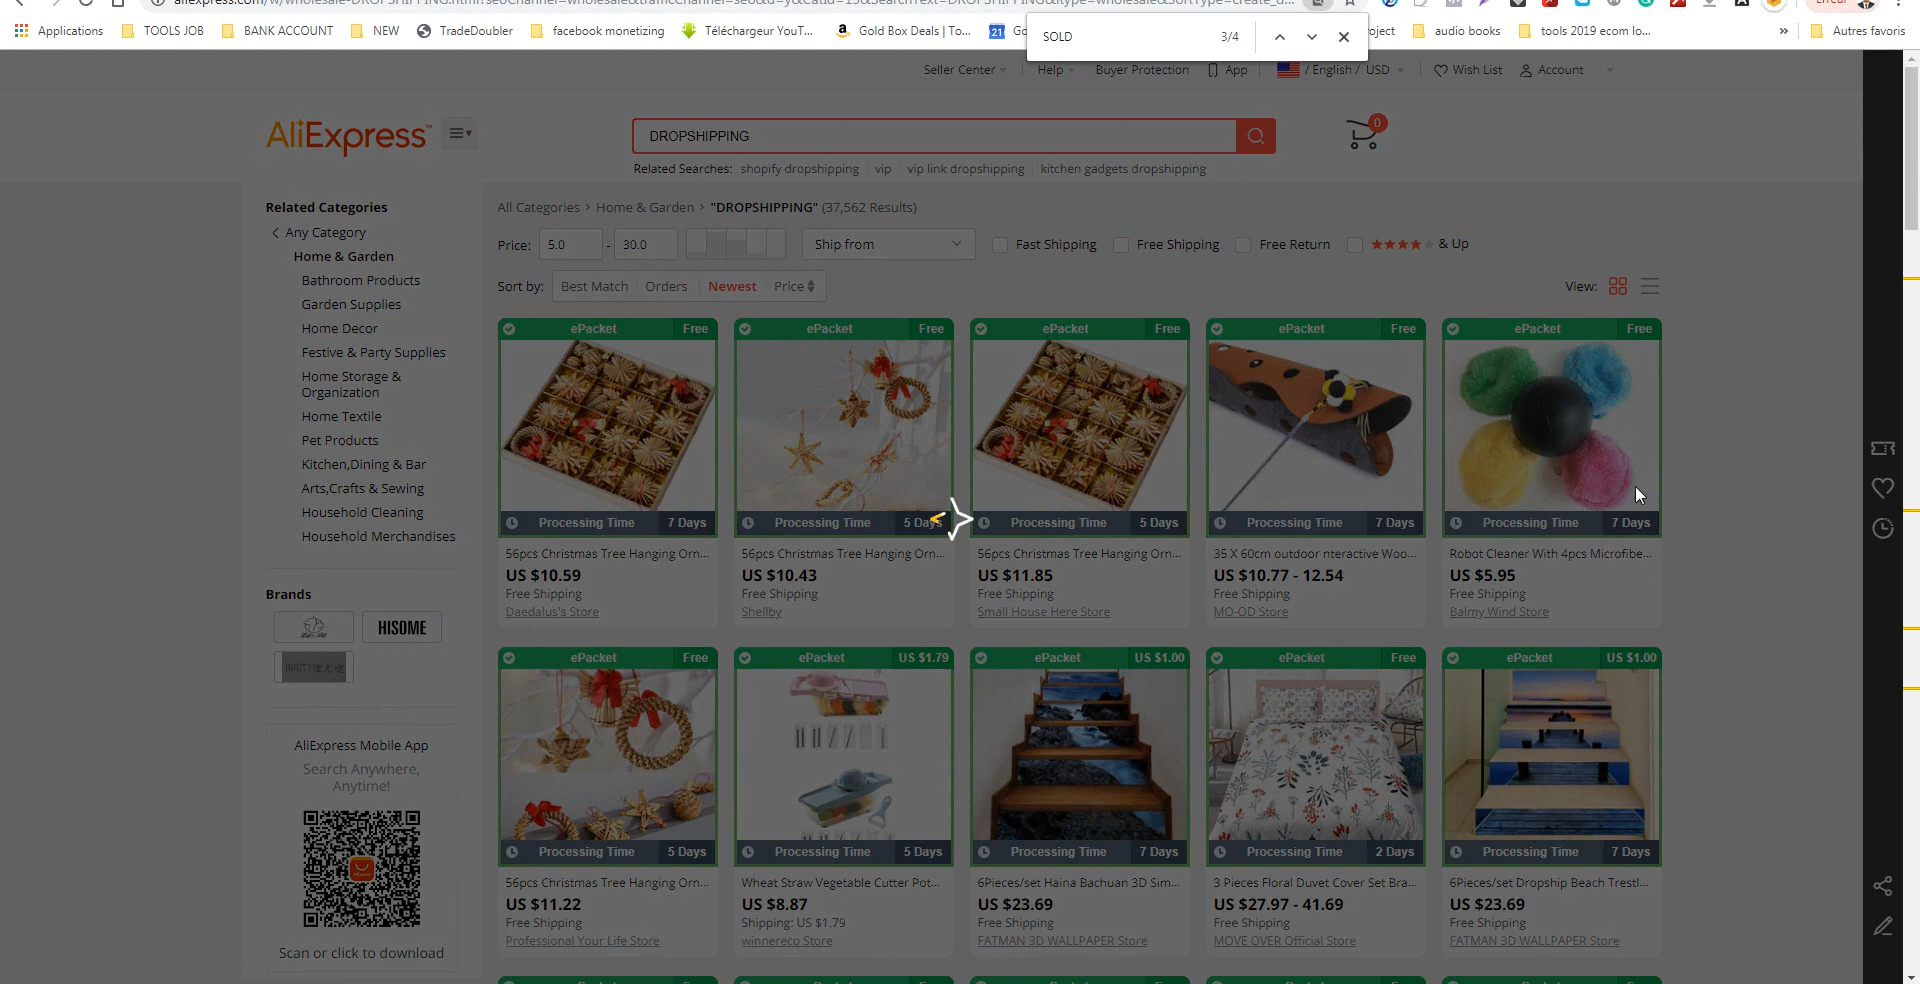 Applications TOOLS JOB BANK ACCOUNT NEW TradeDoubler facebook monetizing Téléchargeur YouT... Gold Box Deals | To... roject audio books tools 2019 ecom lo... » Autres favoris
SOLD 3/4
Seller Center Help Buyer Protection App / English / USD Wish List Account
AliExpress
DROPSHIPPING
0
Related Searches: shopify dropshipping vip vip link dropshipping kitchen gadgets dropshipping
Related Categories
< Any Category
Home & Garden
Bathroom Products
Garden Supplies
Home Decor
Festive & Party Supplies
Home Storage &
Organization
Home Textile
Pet Products
Kitchen,Dining & Bar
Arts,Crafts & Sewing
Household Cleaning
Household Merchandises
Brands
HISOME
AliExpress Mobile App
Search Anywhere,
Anytime!
Scan or click to download
All Categories > Home & Garden > "DROPSHIPPING" (37,562 Results)
Price: 5.0 - 30.0 Ship from Fast Shipping Free Shipping Free Return & Up
Sort by: Best Match Orders Newest Price
View:
ePacket Free
Processing Time 7 Days
56pcs Christmas Tree Hanging Orn...
US $10.59
Free Shipping
Daedalus's Store
ePacket Free
Processing Time 5 Days
56pcs Christmas Tree Hanging Orn...
US $10.43
Free Shipping
Shellby
ePacket Free
Processing Time 5 Days
56pcs Christmas Tree Hanging Orn...
US $11.85
Free Shipping
Small House Here Store
ePacket Free
Processing Time 7 Days
35 X 60cm outdoor nteractive Woo...
US $10.77 - 12.54
Free Shipping
MO-OD Store
ePacket Free
Processing Time 7 Days
Robot Cleaner With 4pcs Microfibe...
US $5.95
Free Shipping
Balmy Wind Store
ePacket Free
Processing Time 5 Days
56pcs Christmas Tree Hanging Orn...
US $11.22
Free Shipping
Professional Your Life Store
ePacket US $1.79
Processing Time 5 Days
Wheat Straw Vegetable Cutter Pot...
US $8.87
Shipping: US $1.79
winnereco Store
ePacket US $1.00
Processing Time 7 Days
6Pieces/set Haina Bachuan 3D Sim...
US $23.69
Free Shipping
FATMAN 3D WALLPAPER Store
ePacket Free
Processing Time 2 Days
3 Pieces Floral Duvet Cover Set Bra...
US $27.97 - 41.69
Free Shipping
MOVE OVER Official Store
ePacket US $1.00
Processing Time 7 Days
6Pieces/set Dropship Beach Trestl...
US $23.69
Free Shipping
FATMAN 3D WALLPAPER Store